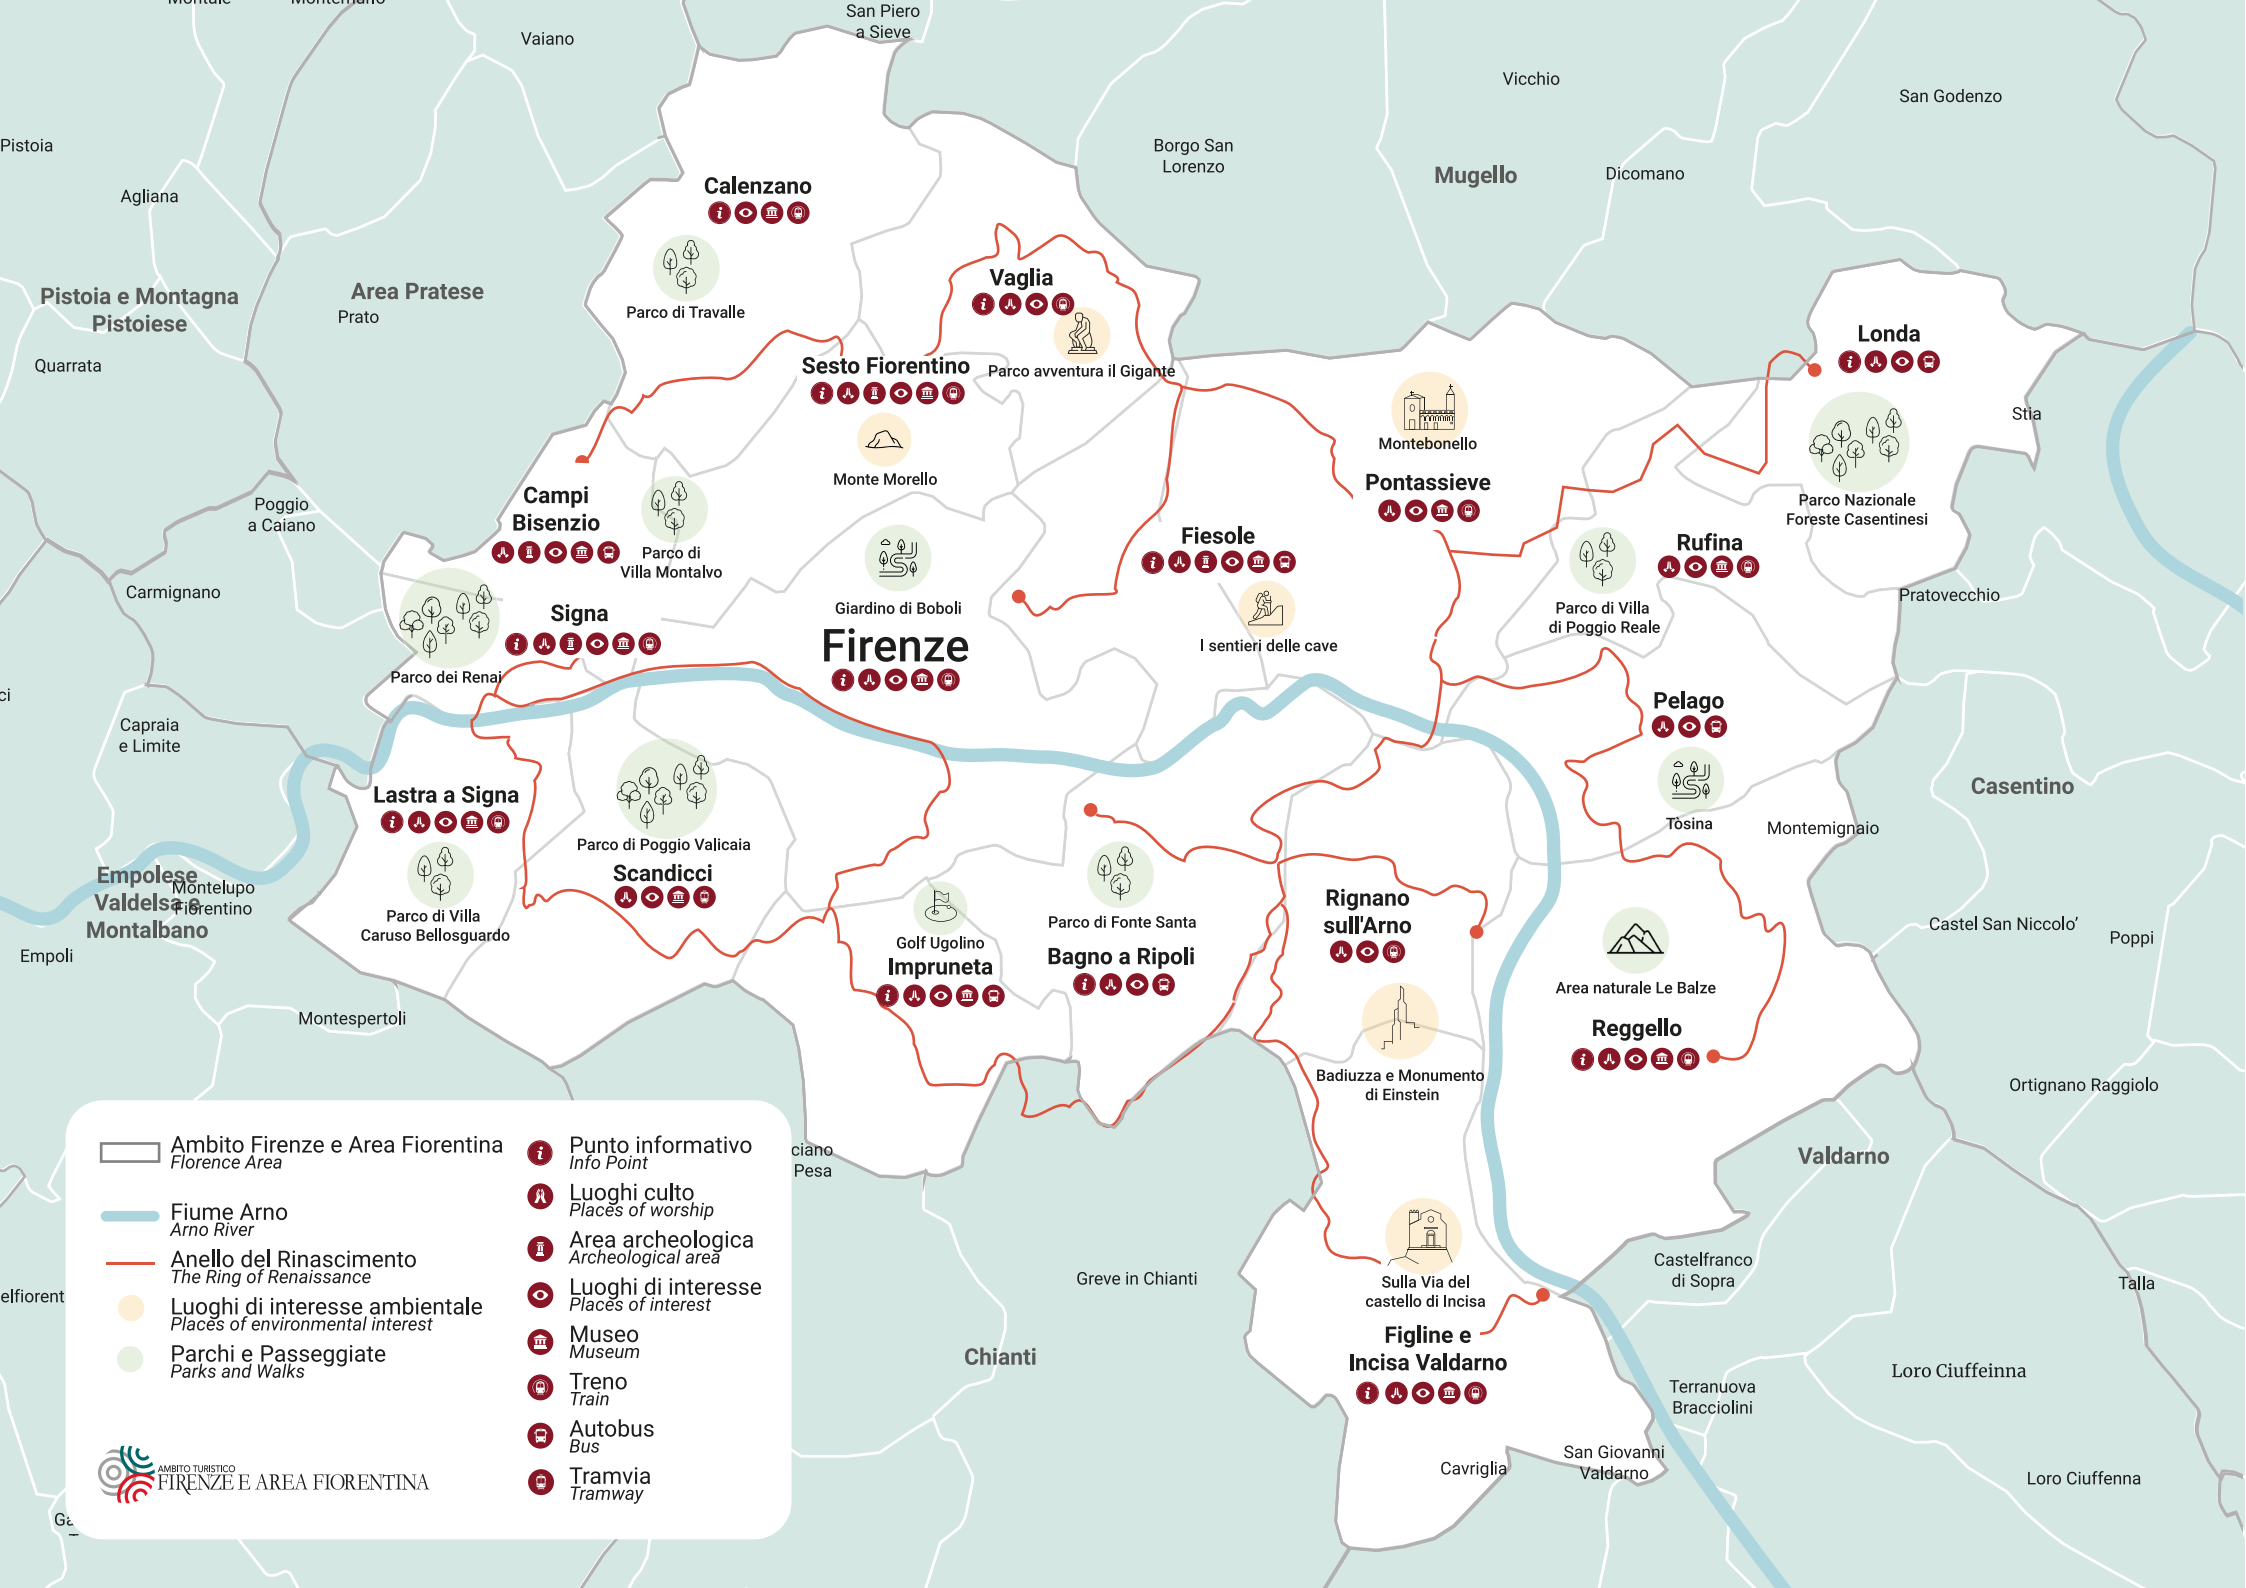 Montale
San Piero
a Sieve
Vaiano
Vicchio
San Godenzo
Pistoia
Borgo San
Lorenzo
Mugello
Dicomano
Agliana
Calenzano
Pistoia e Montagna
Pistoiese
Area Pratese
Prato
Parco di Travalle
Vaglia
Quarrata
Sesto Fiorentino
Parco avventura il Gigante
Londa
Stia
Montebonello
Monte Morello
Pontassieve
Campi
Bisenzio
Poggio
a Caiano
Parco Nazionale
Foreste Casentinesi
Fiesole
Rufina
Parco di
Villa Montalvo
Carmignano
Pratovecchio
Signa
Giardino di Boboli
Firenze
Parco di Villa
di Poggio Reale
I sentieri delle cave
Parco dei Renai
ci
Capraia
e Limite
Pelago
Lastra a Signa
Casentino
Tòsina
Montemignaio
Parco di Poggio Valicaia
Scandicci
Empolese
Valdelsa e
Montalbano
Montelupo
Fiorentino
Parco di Villa
Caruso Bellosguardo
Rignano
sull'Arno
Parco di Fonte Santa
Golf Ugolino
Impruneta
Bagno a Ripoli
Castel San Niccolo’
Poppi
Empoli
Area naturale Le Balze
Reggello
Montespertoli
Badiuzza e Monumento
di Einstein
Ortignano Raggiolo
ciano
Pesa
Valdarno
Greve in Chianti
Castelfranco
di Sopra
Talla
Sulla Via del
castello di Incisa
Figline e
Incisa Valdarno
elfiorent
Chianti
Loro Ciuffeinna
Terranuova
Bracciolini
San Giovanni
Valdarno
Cavriglia
Loro Ciuffenna
Ga
Ambito Firenze e Area Fiorentina
Florence Area
Fiume Arno
Arno River
Anello del Rinascimento
The Ring of Renaissance
Luoghi di interesse ambientale
Places of environmental interest
Parchi e Passeggiate
Parks and Walks
Punto informativo
Info Point
Luoghi culto
Places of worship
Area archeologica
Archeological area
Luoghi di interesse
Places of interest
Museo
Museum
Treno
Train
Autobus
Bus
Tramvia
Tramway
AMBITO TURISTICO
FIRENZE E AREA FIORENTINA